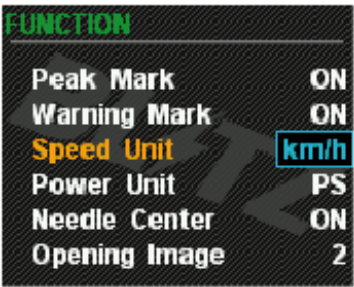 FUNCTION
Peak Mark ON
Warning Mark ON
Speed Unit km/h
Power Unit PS
Needle Center ON
Opening Image 2
BLITZ